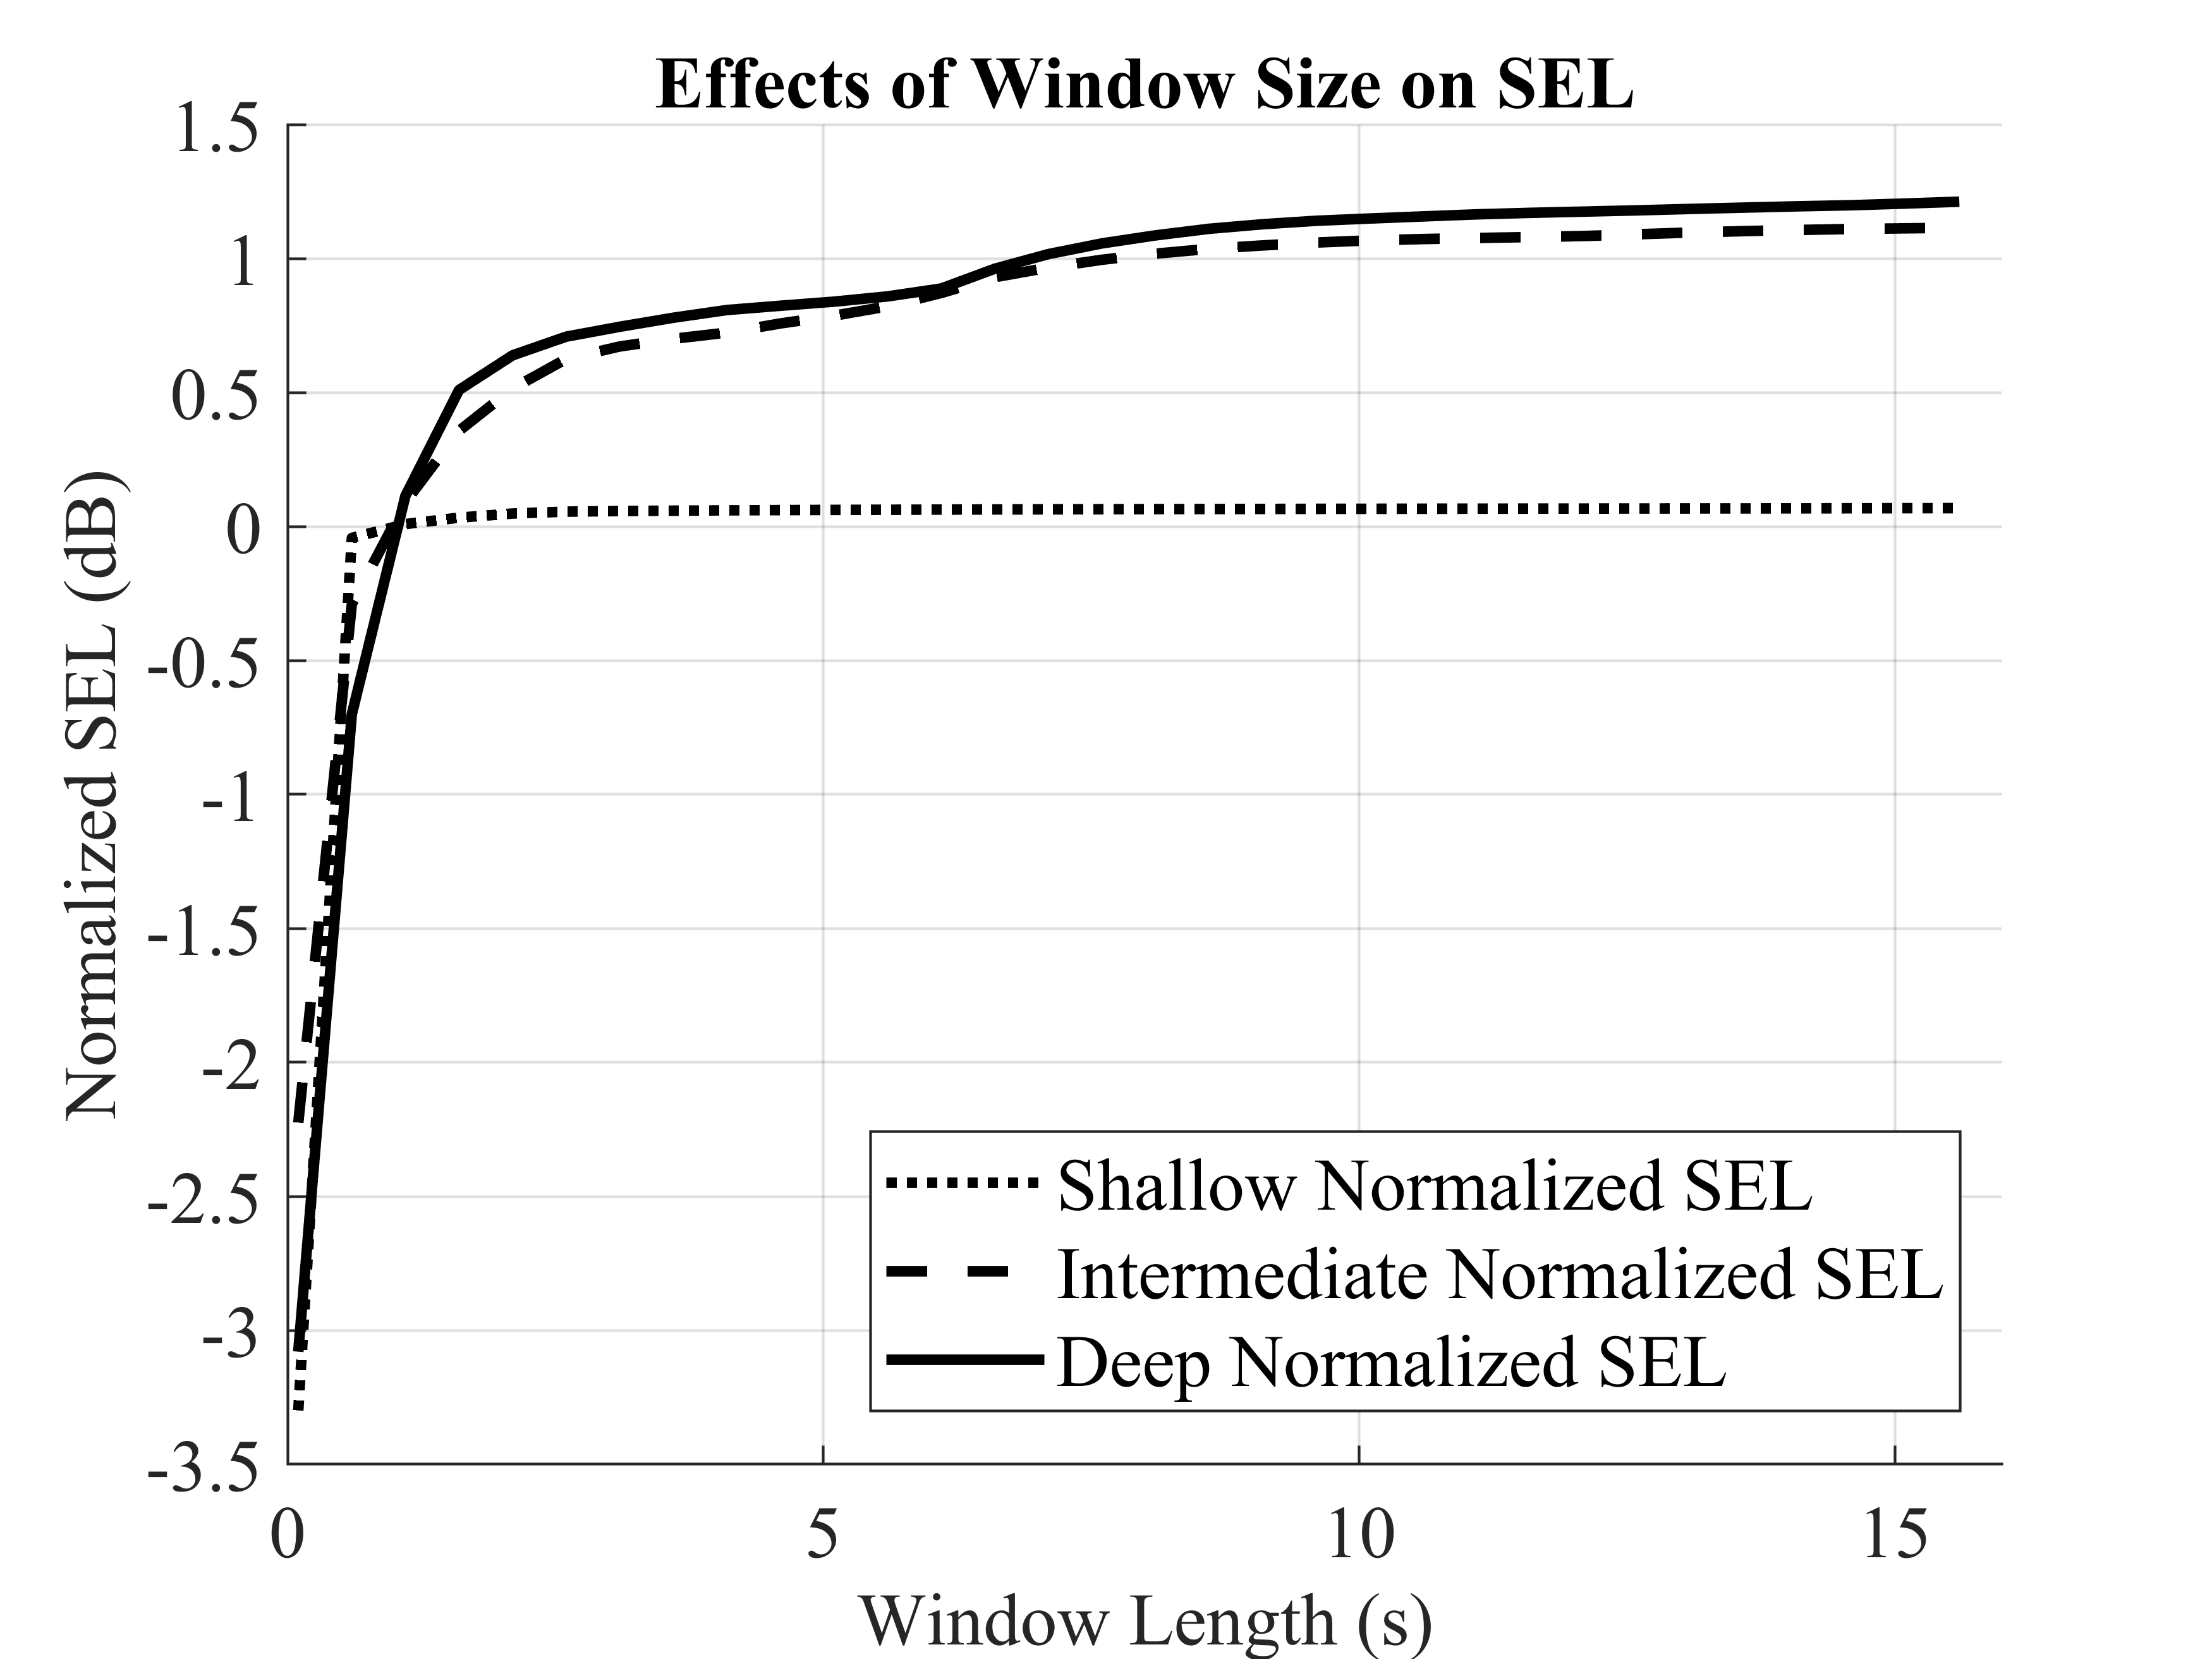 Effects of Window Size on SEL
1.5
1
0.5
0
-0.5
-1
-1.5
-2
-2.5
-3
-3.5
Normalized SEL (dB)
Shallow Normalized SEL
Intermediate Normalized SEL
Deep Normalized SEL
0 5 10 15
Window Length (s)